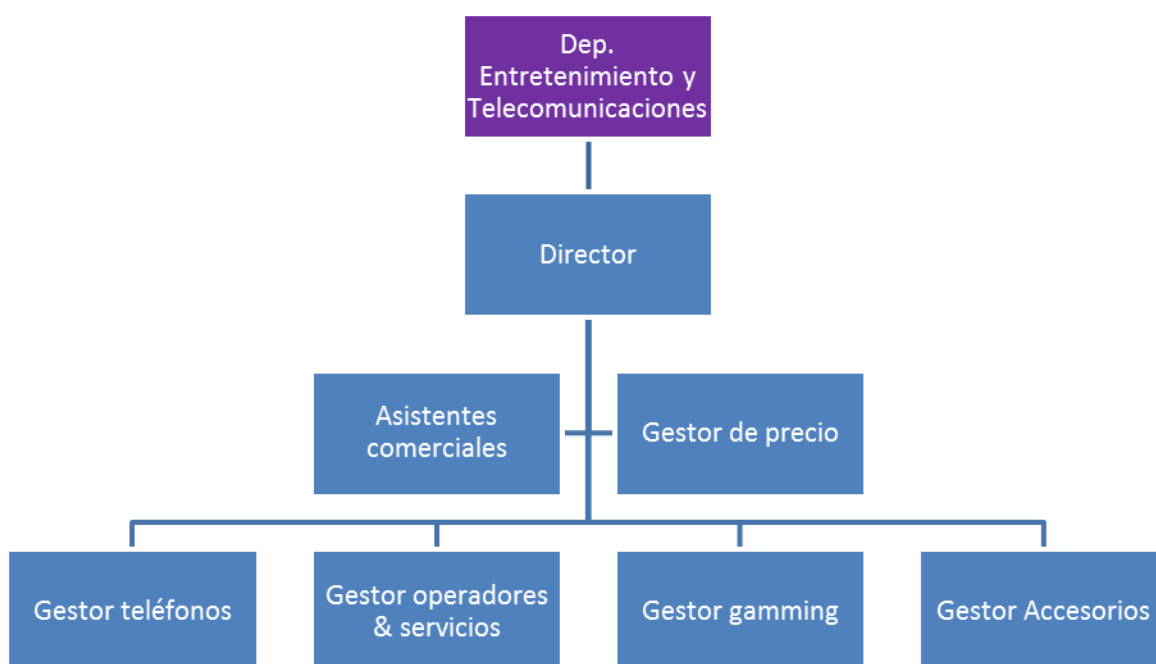 Dep.
Entretenimiento y
Telecomunicaciones
Director
Asistentes
comerciales
Gestor de precio
Gestor teléfonos
Gestor operadores
& servicios
Gestor gamming
Gestor Accesorios